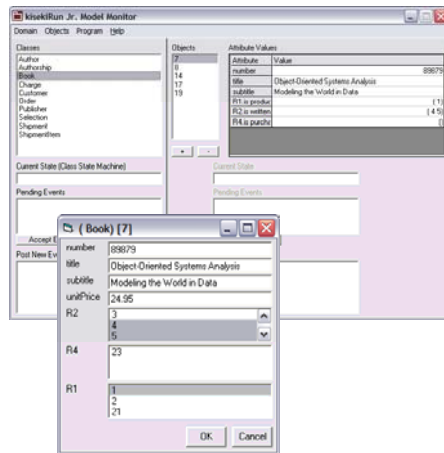 kisekiRun Jr. Model Monitor
Domain Objects Program Help
Classes
Author
Authorship
Book
Charge
Customer
Order
Publisher
Selection
Shipment
ShipmentItem
Objects
7
8
14
17
19
+ -
Attribute Values
Attribute Value
number 89879
title Object-Oriented Systems Analysis
subtitle Modeling the World in Data
R1.is produc {1}
R2.is written {4 5}
R4.is purcha {}
Current State (Class State Machine)
Current State
Pending Events
Pending Events
Accept E
Post New Eve
(Book) [7]
number 89879
title Object-Oriented Systems Analysis
subtitle Modeling the World in Data
unitPrice 24.95
R2 3
4
5
R4 23
R1 1
2
21
OK Cancel